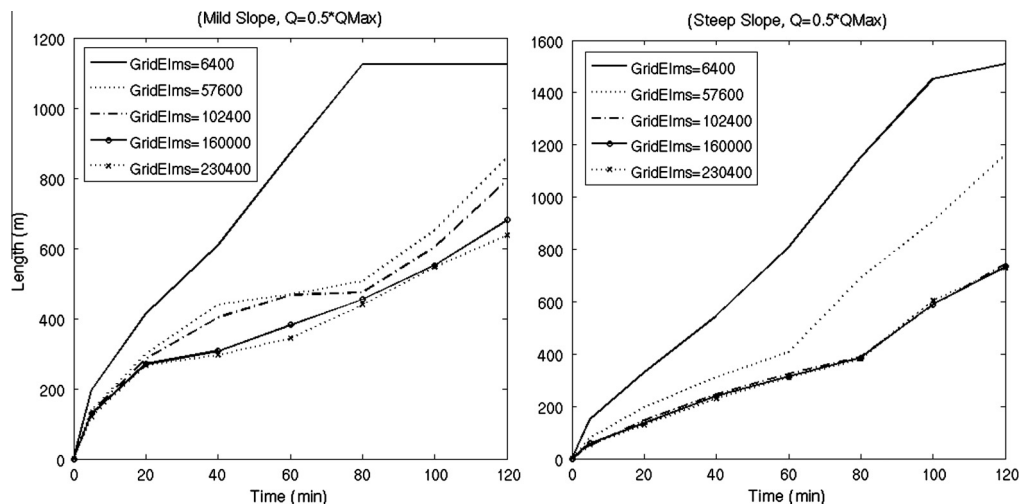 (Mild Slope, Q=0.5*QMax)
1200
1000
800
600
400
200
0
Length (m)
GridElms=6400
GridElms=57600
GridElms=102400
GridElms=160000
GridElms=230400
0 20 40 60 80 100 120
Time (min)
(Steep Slope, Q=0.5*QMax)
1600
1400
1200
1000
800
600
400
200
0
GridElms=6400
GridElms=57600
GridElms=102400
GridElms=160000
GridElms=230400
0 20 40 60 80 100 120
Time (min)